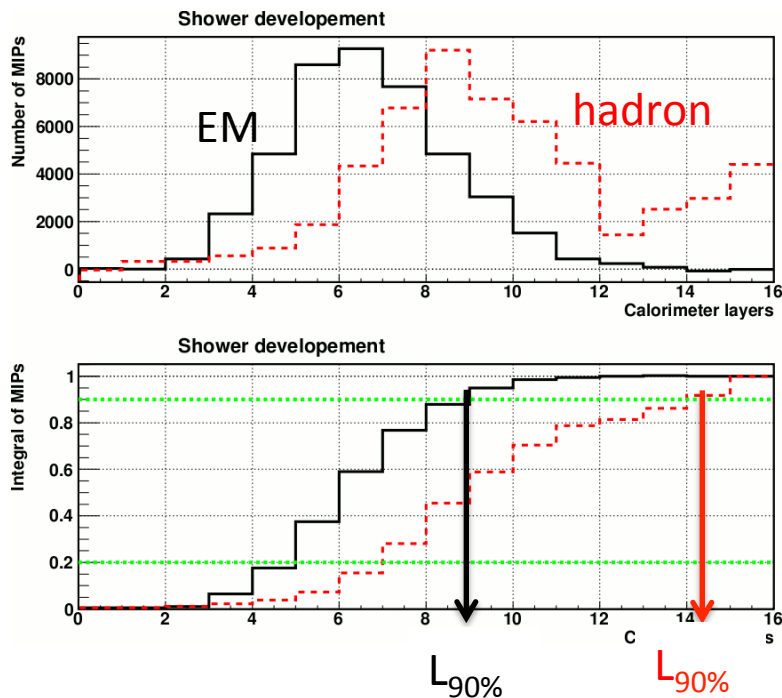 Shower developement
Number of MIPs
8000
6000
4000
2000
0
EM
hadron
0 2 4 6 8 10 12 14 16
Calorimeter layers
Shower developement
Integral of MIPs
1
0.8
0.6
0.4
0.2
0
0 2 4 6 8 10 12 14 16
C s
L90%
L90%